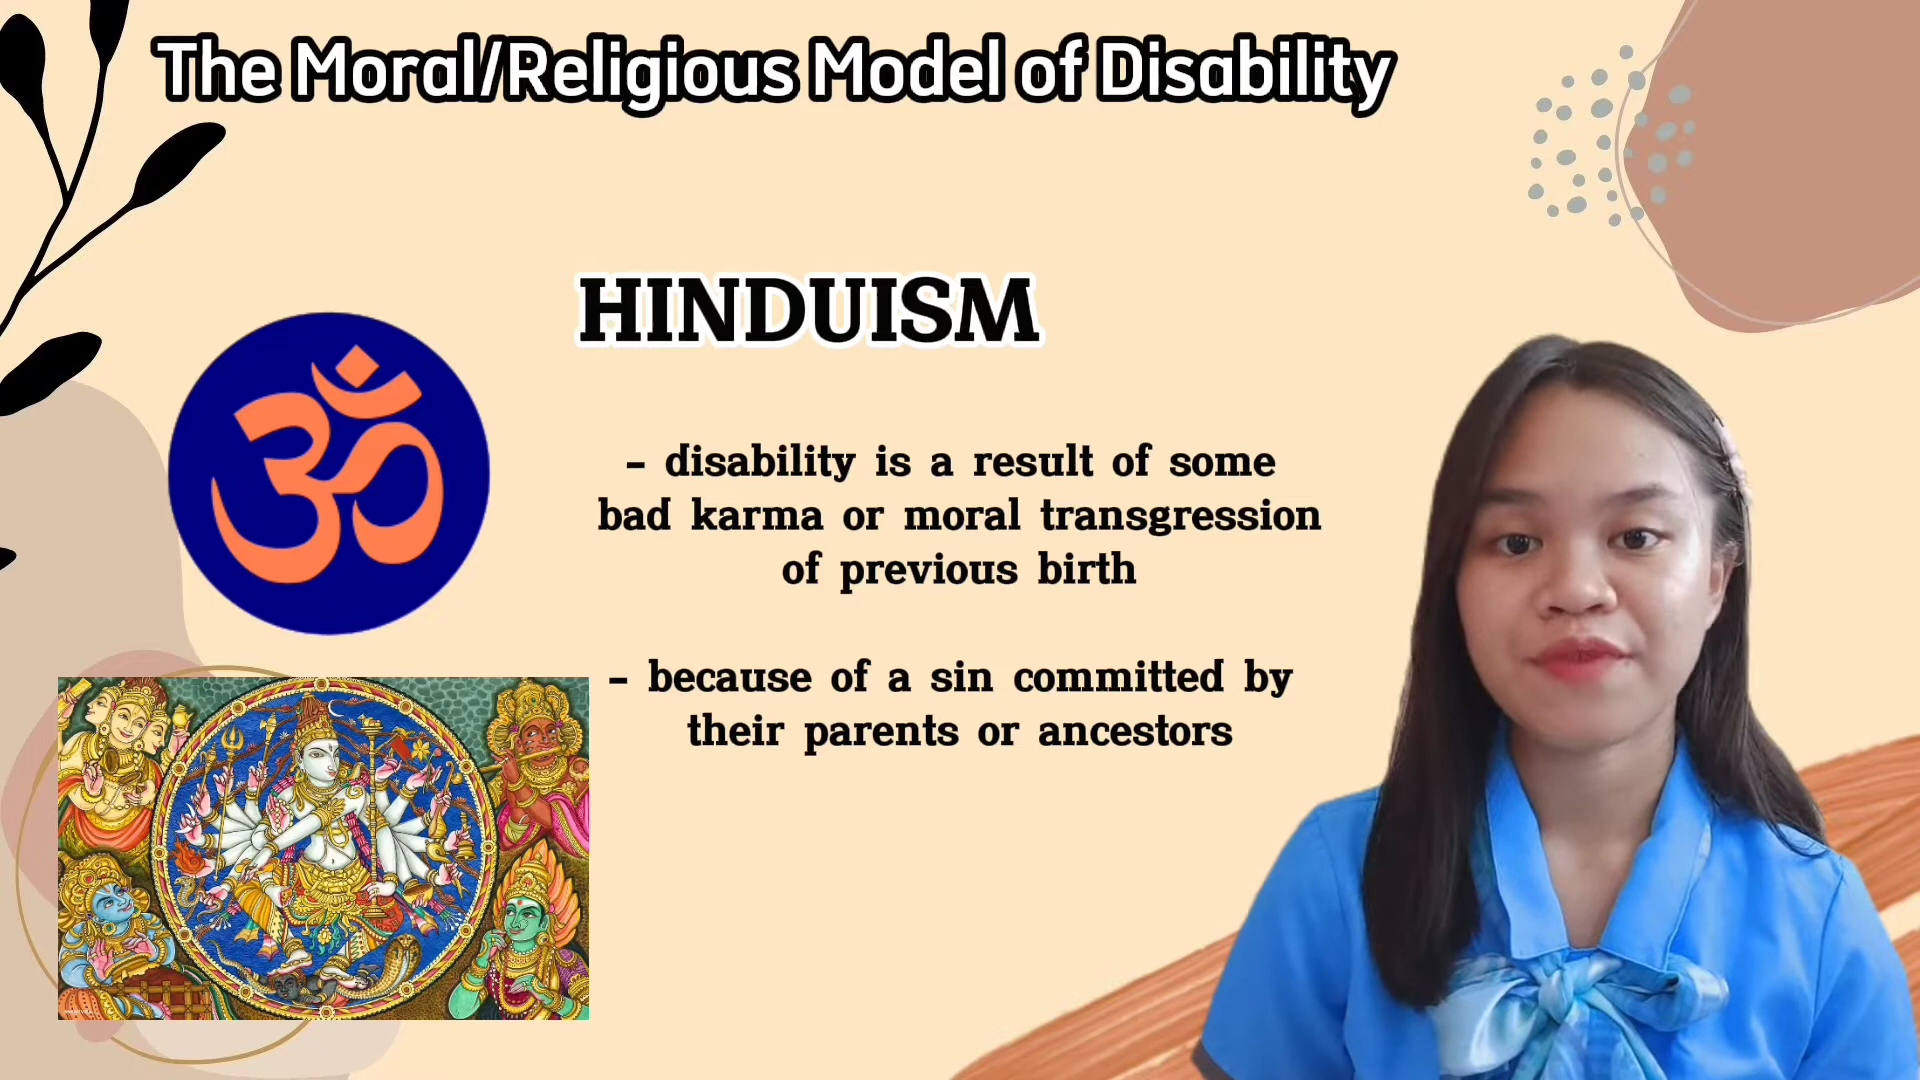 The Moral/Religious Model of Disability
HINDUISM
- disability is a result of some
bad karma or moral transgression
of previous birth
- because of a sin committed by
their parents or ancestors
ॐ